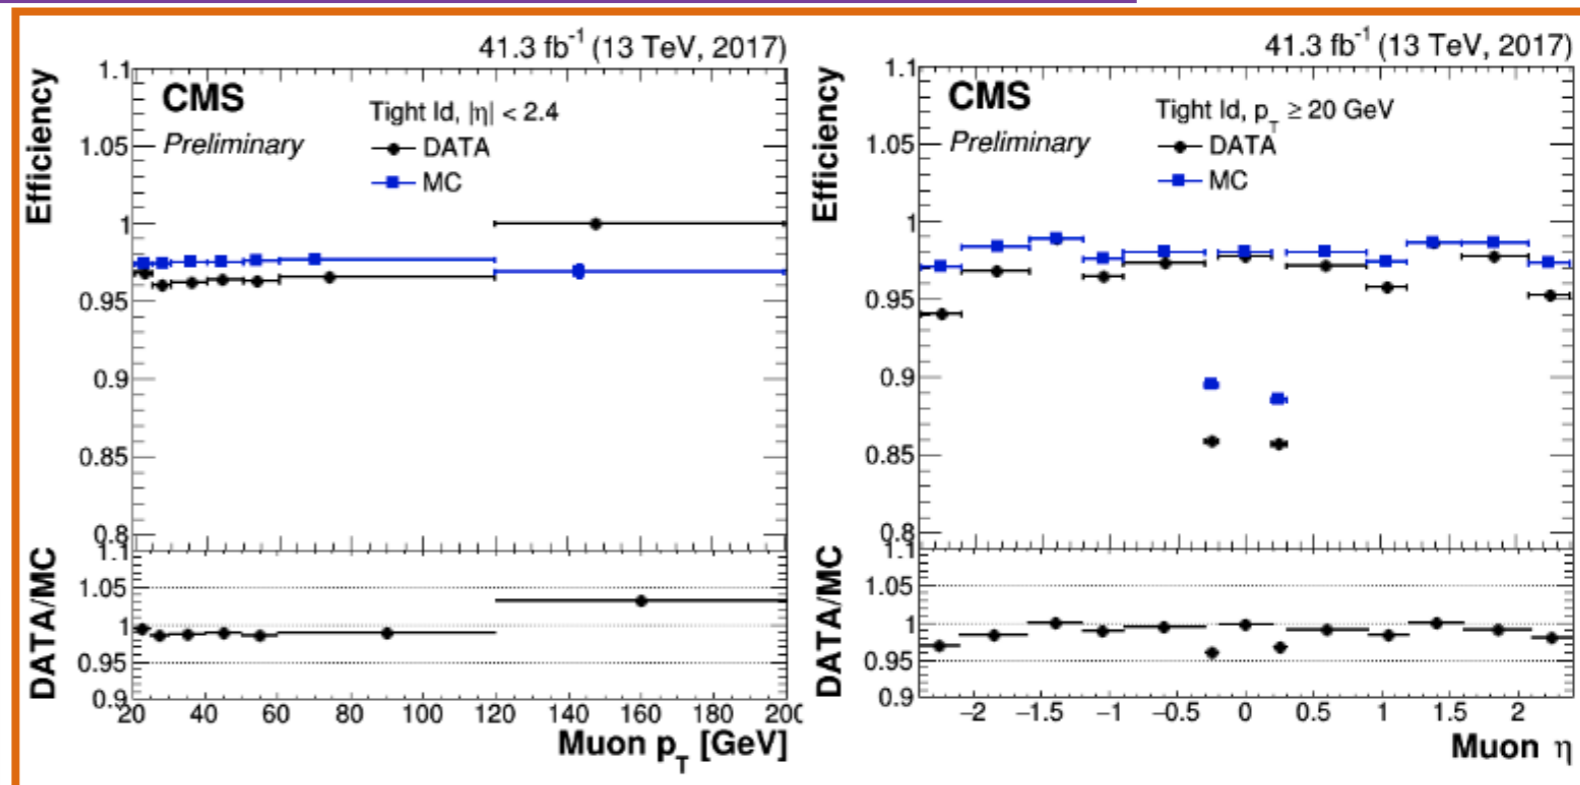 41.3 fb⁻¹ (13 TeV, 2017)
Efficiency
1.1
1.05
1
0.95
0.9
0.85
0.8
CMS
Preliminary
Tight Id, |η| < 2.4
DATA
MC
DATA/MC
1.1
1.05
1
0.95
0.9
20 40 60 80 100 120 140 160 180 200
Muon p_T [GeV]
41.3 fb⁻¹ (13 TeV, 2017)
Efficiency
1.1
1.05
1
0.95
0.9
0.85
0.8
CMS
Preliminary
Tight Id, p_T ≥ 20 GeV
DATA
MC
DATA/MC
1.1
1.05
1
0.95
0.9
−2 −1.5 −1 −0.5 0 0.5 1 1.5 2
Muon η